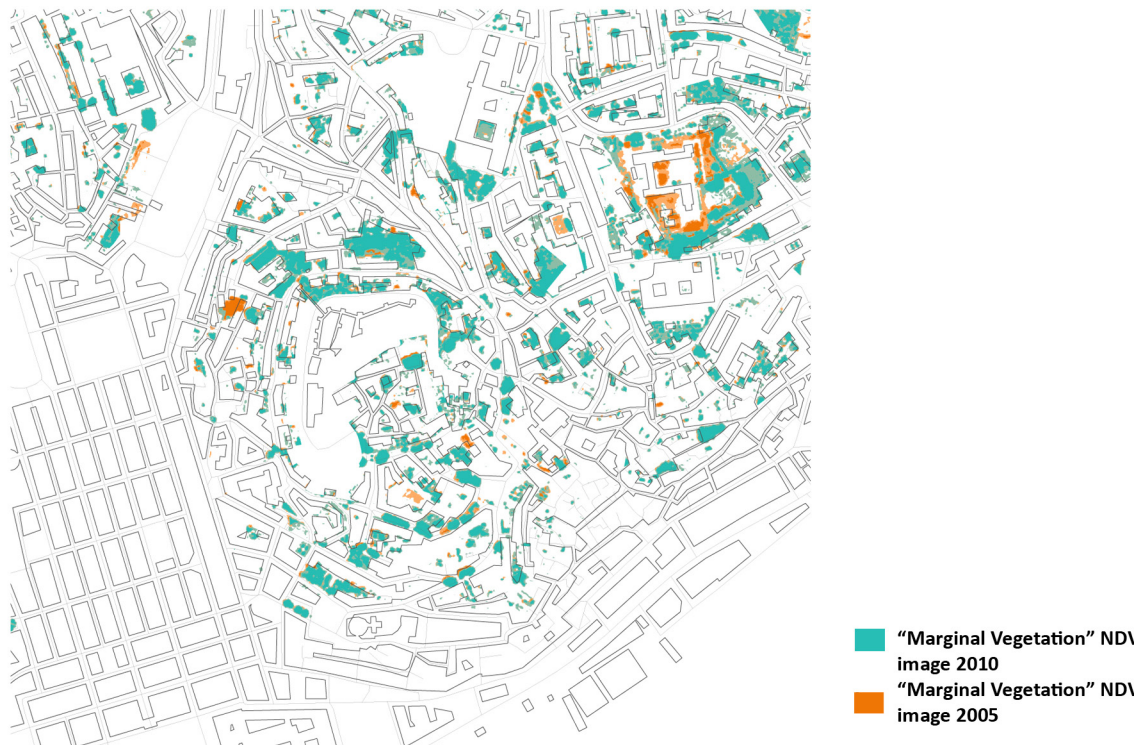 “Marginal Vegetation” NDV
image 2010
“Marginal Vegetation” NDV
image 2005